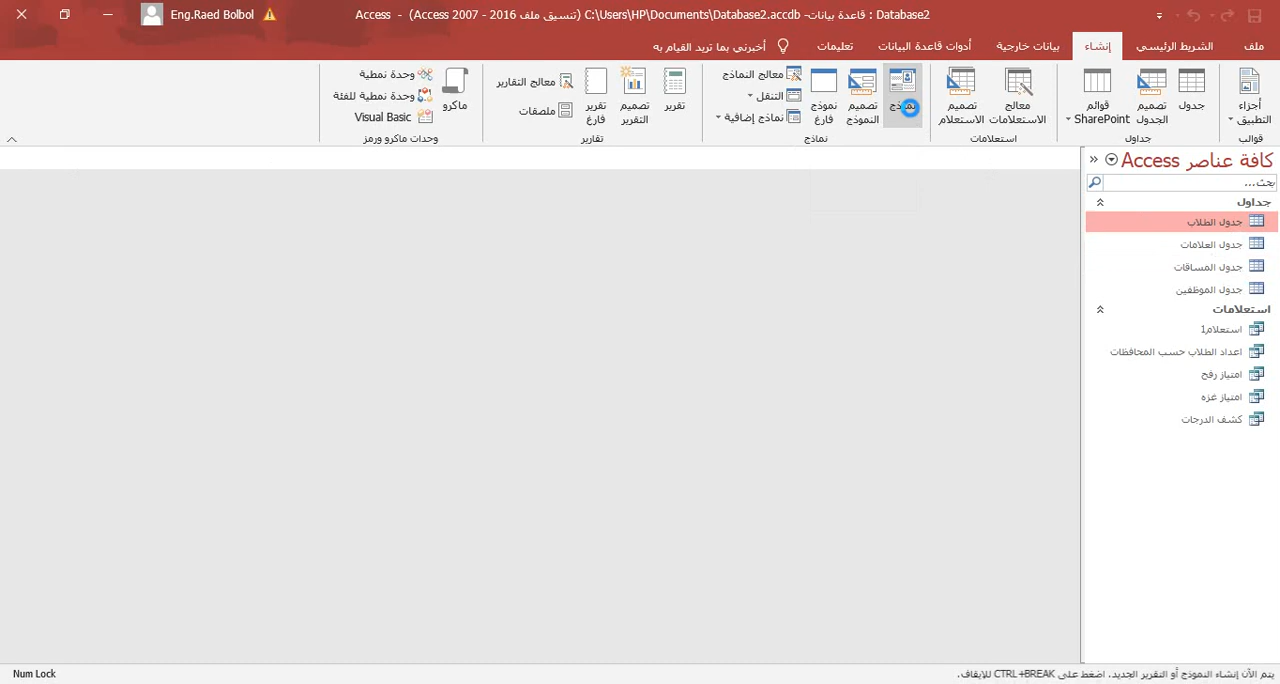 Database2 : قاعدة بيانات- C:\Users\HP\Documents\Database2.accdb (تنسيق ملف Access 2007 - 2016) - Access
Eng.Raed Bolbol
ملف
الشريط الرئيسي
إنشاء
بيانات خارجية
أدوات قاعدة البيانات
تعليمات
أخبرني بما تريد القيام به
أجزاء التطبيق
قوالب
جدول
تصميم الجدول
قوائم SharePoint
جداول
معالج الاستعلامات
تصميم الاستعلام
استعلامات
نموذج
تصميم النموذج
نموذج فارغ
معالج النماذج
التنقل
نماذج إضافية
نماذج
تقرير
تصميم التقرير
تقرير فارغ
معالج التقارير
ملصقات
تقارير
ماكرو
وحدة نمطية
وحدة نمطية للفئة
Visual Basic
وحدات ماكرو ورمز
كافة عناصر Access
بحث...
جداول
جدول الطلاب
جدول العلامات
جدول المساقات
جدول الموظفين
استعلامات
استعلام1
اعداد الطلاب حسب المحافظات
امتياز رفح
امتياز غزه
كشف الدرجات
يتم الآن إنشاء النموذج أو التقرير الجديد. اضغط على CTRL+BREAK للإيقاف.
Num Lock